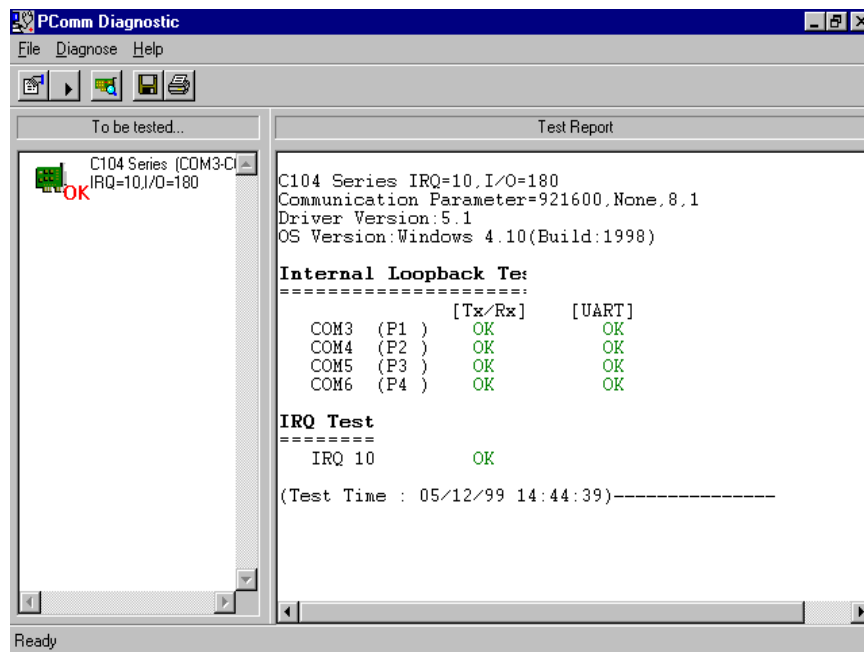 PComm Diagnostic
File Diagnose Help
To be tested...
C104 Series (COM3-C
IRQ=10,I/O=180
OK
Test Report
C104 Series IRQ=10,I/O=180
Communication Parameter=921600,None,8,1
Driver Version:5.1
OS Version:Windows 4.10(Build:1998)
Internal Loopback Tes
=======================
[Tx/Rx] [UART]
COM3 (P1 ) OK OK
COM4 (P2 ) OK OK
COM5 (P3 ) OK OK
COM6 (P4 ) OK OK
IRQ Test
========
IRQ 10 OK
(Test Time : 05/12/99 14:44:39)---------------
Ready